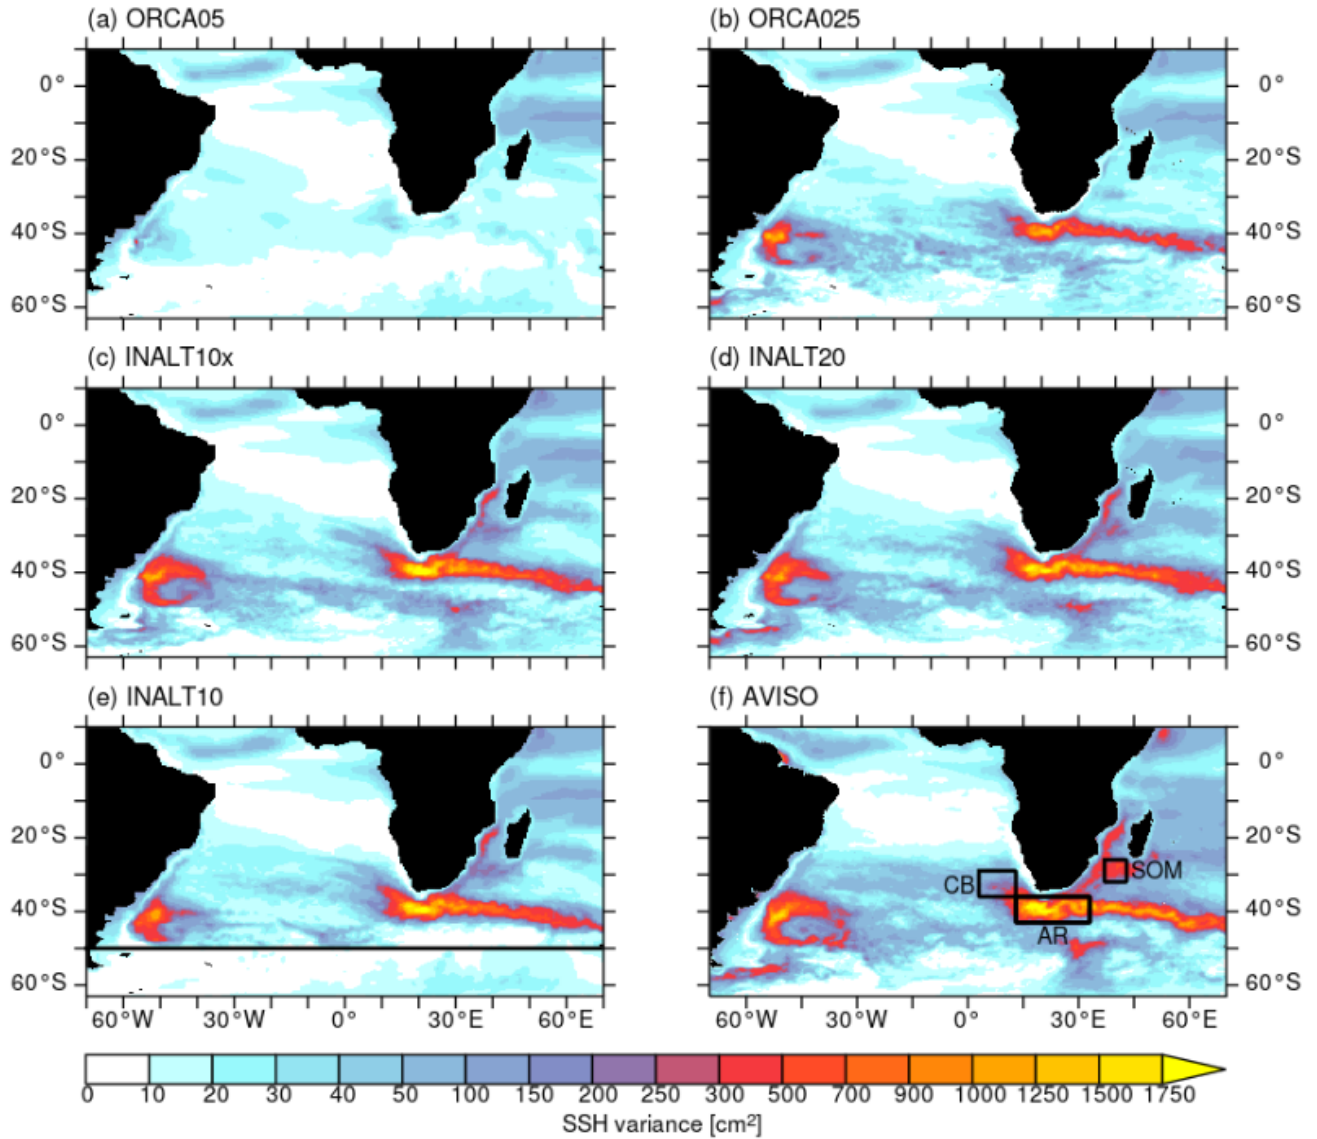 (a) ORCA05
(b) ORCA025
0°
0°
20°S
20°S
40°S
40°S
60°S
60°S
(c) INALT10x
(d) INALT20
0°
0°
20°S
20°S
40°S
40°S
60°S
60°S
(e) INALT10
(f) AVISO
0°
0°
20°S
20°S
CB
SOM
40°S
40°S
AR
60°S
60°S
60°W 30°W 0° 30°E 60°E
60°W 30°W 0° 30°E 60°E
0 10 20 30 40 50 100 150 200 250 300 500 700 900 1000 1250 1500 1750
SSH variance [cm²]